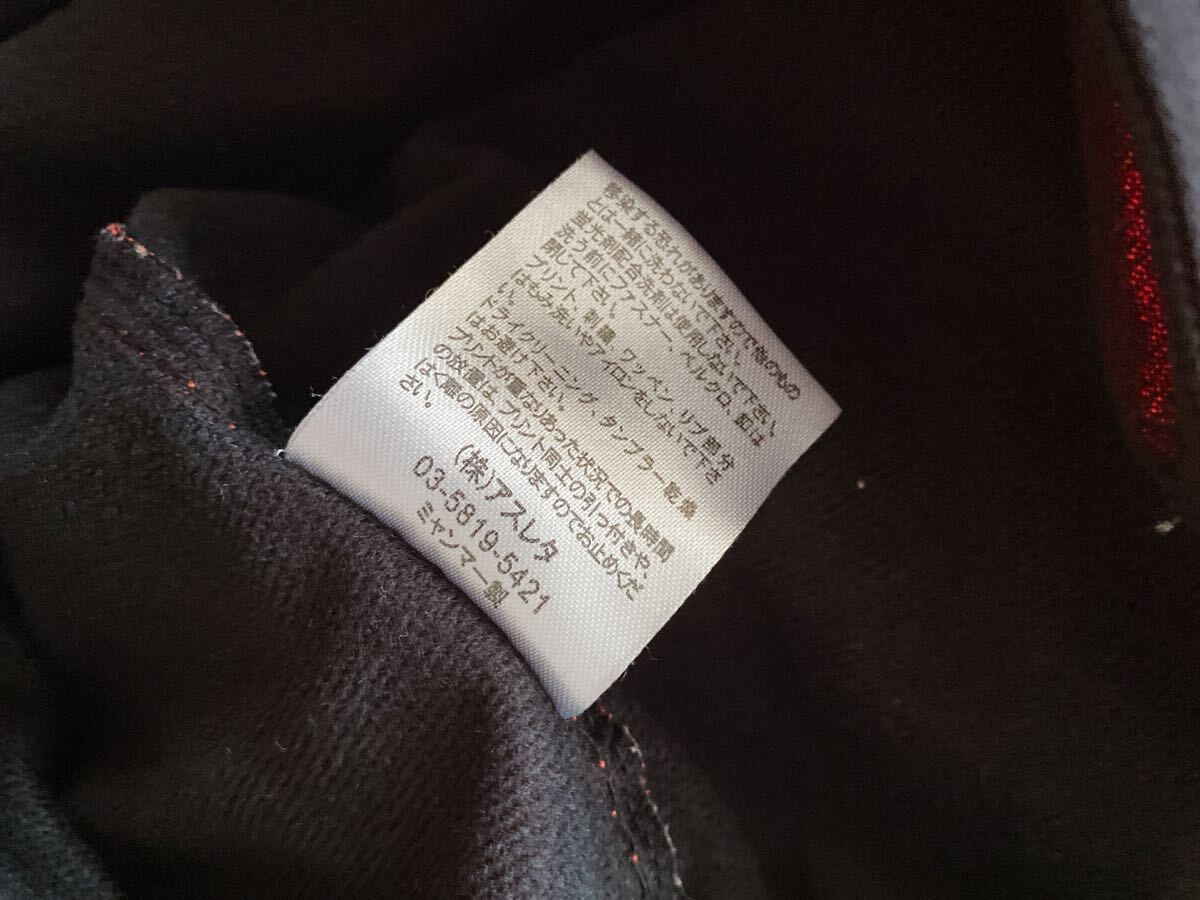 移染する恐れがありますので他のもの
とは一緒に洗わないで下さい。
蛍光剤配合洗剤は使用しないで下さい。
洗う前にファスナー、ベルクロ、釦は
閉じて下さい。
プリント、刺繍、ワッペン、リブ部分
はもみ洗いやアイロンをしないで下さ
い。
ドライクリーニング、タンブラー乾燥
はお避け下さい。
プリントが重なりあった状況での長時間
の放置は、プリント同士の引っ付きや、
はく離の原因になりますのでお止めくだ
さい。
(株)アスレタ
03-5819-5421
ミャンマー製